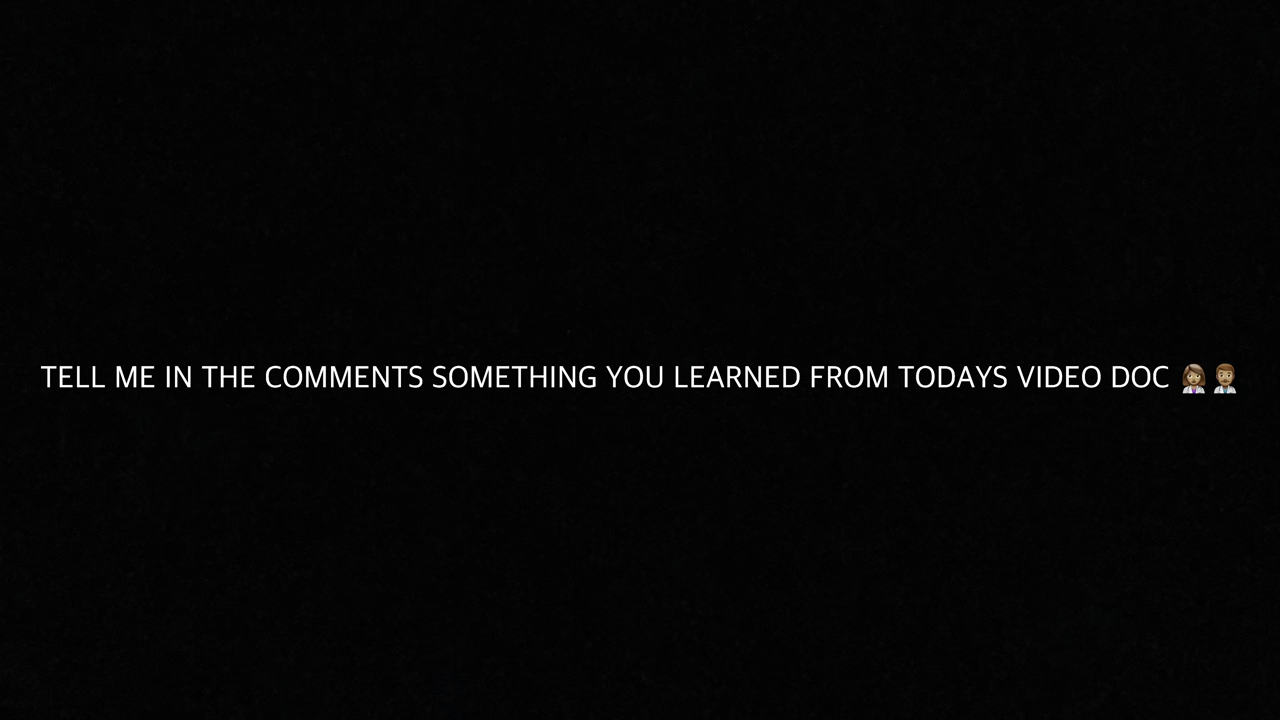 TELL ME IN THE COMMENTS SOMETHING YOU LEARNED FROM TODAYS VIDEO DOC 👩🏽‍⚕️👨🏽‍⚕️